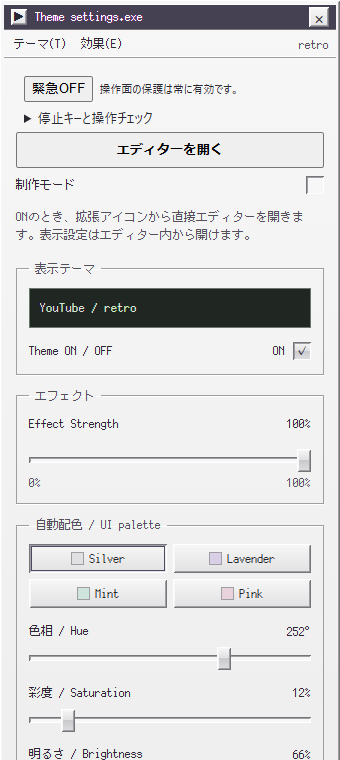 Theme settings.exe
テーマ(T) 効果(E) retro
緊急OFF 操作面の保護は常に有効です。
▶ 停止キーと操作チェック
エディターを開く
制作モード
ONのとき、拡張アイコンから直接エディターを開きま
す。表示設定はエディター内から開けます。
表示テーマ
YouTube / retro
Theme ON / OFF ON
エフェクト
Effect Strength 100%
0% 100%
自動配色 / UI palette
Silver Lavender
Mint Pink
色相 / Hue 252°
彩度 / Saturation 12%
明るさ / Brightness 66%